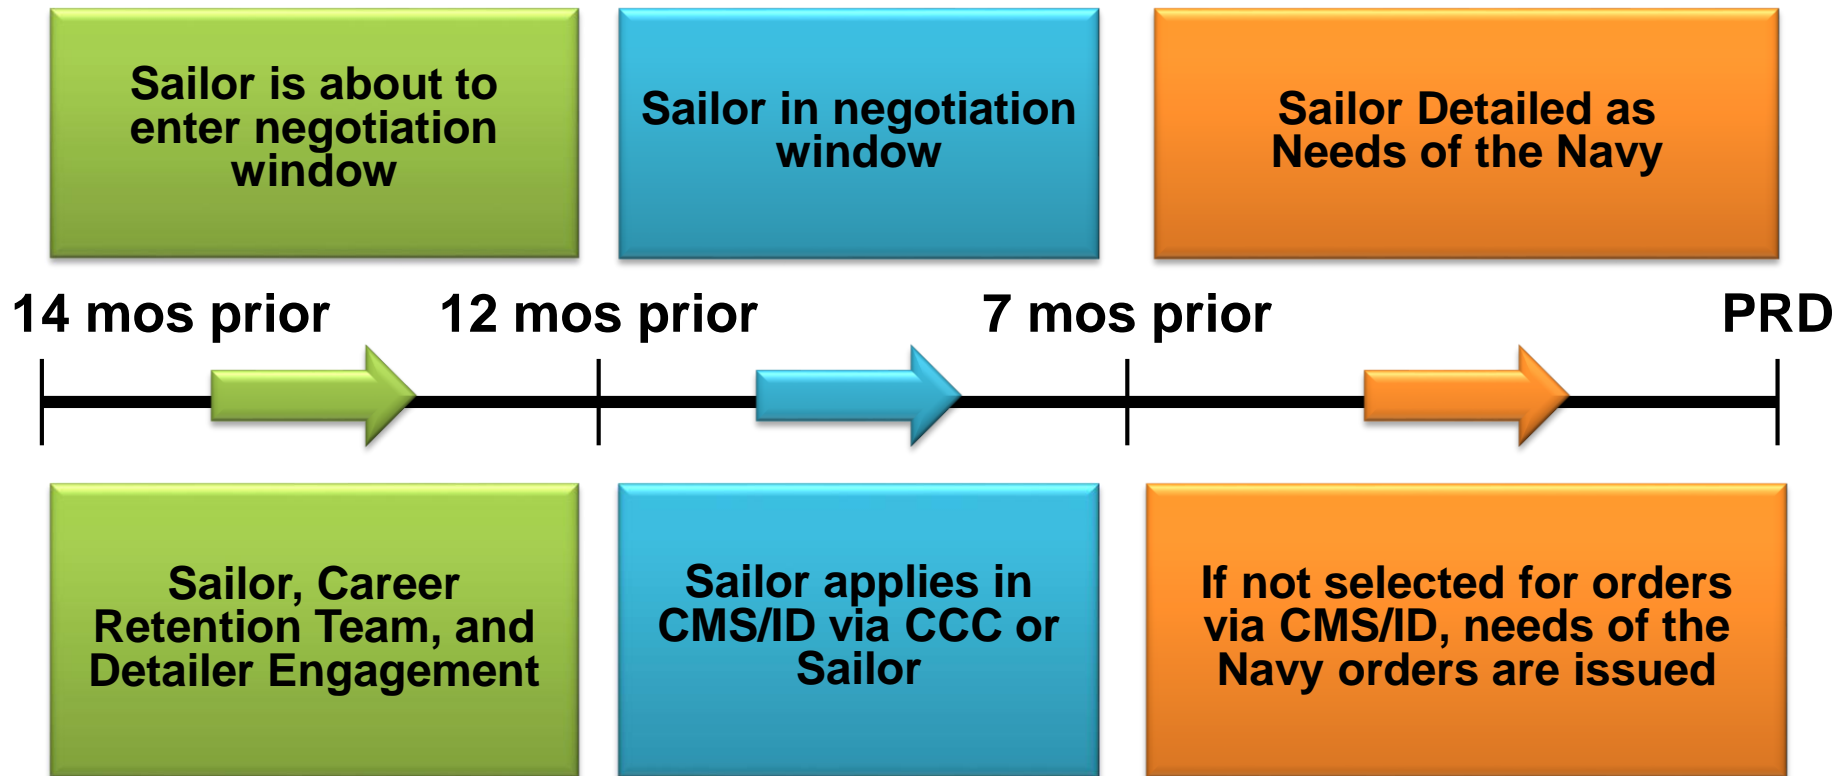 Sailor is about to
enter negotiation
window
Sailor in negotiation
window
Sailor Detailed as
Needs of the Navy
14 mos prior
12 mos prior
7 mos prior
PRD
Sailor, Career
Retention Team, and
Detailer Engagement
Sailor applies in
CMS/ID via CCC or
Sailor
If not selected for orders
via CMS/ID, needs of the
Navy orders are issued